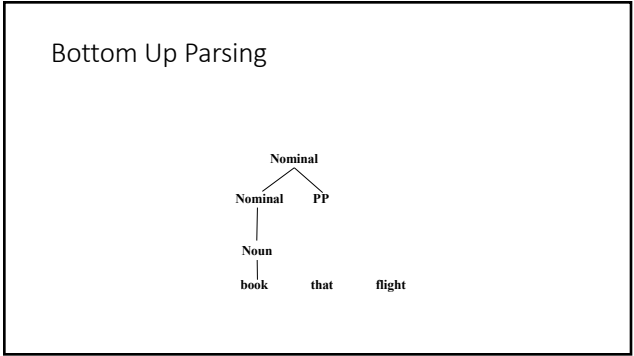 Bottom Up Parsing
Nominal
Nominal PP
Noun
book that flight